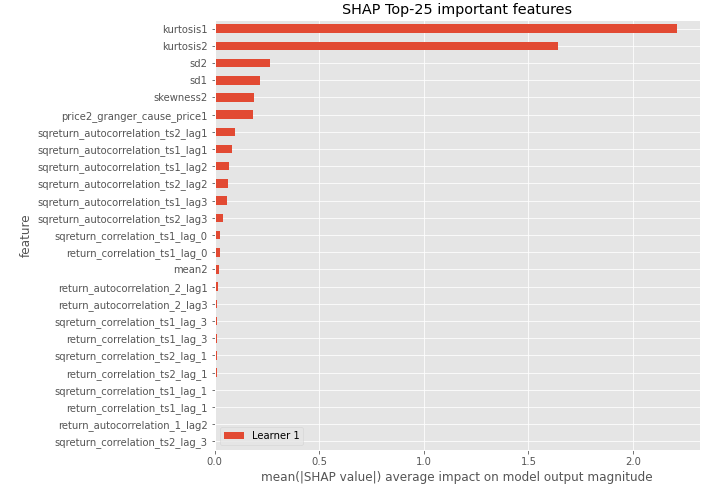 SHAP Top-25 important features
kurtosis1
kurtosis2
sd2
sd1
skewness2
price2_granger_cause_price1
sqreturn_autocorrelation_ts2_lag1
sqreturn_autocorrelation_ts1_lag1
sqreturn_autocorrelation_ts1_lag2
sqreturn_autocorrelation_ts2_lag2
sqreturn_autocorrelation_ts1_lag3
sqreturn_autocorrelation_ts2_lag3
sqreturn_correlation_ts1_lag_0
return_correlation_ts1_lag_0
mean2
return_autocorrelation_2_lag1
return_autocorrelation_2_lag3
sqreturn_correlation_ts1_lag_3
return_correlation_ts1_lag_3
sqreturn_correlation_ts2_lag_1
return_correlation_ts2_lag_1
sqreturn_correlation_ts1_lag_1
return_correlation_ts1_lag_1
return_autocorrelation_1_lag2
sqreturn_correlation_ts2_lag_3
feature
Learner 1
0.0 0.5 1.0 1.5 2.0
mean(|SHAP value|) average impact on model output magnitude